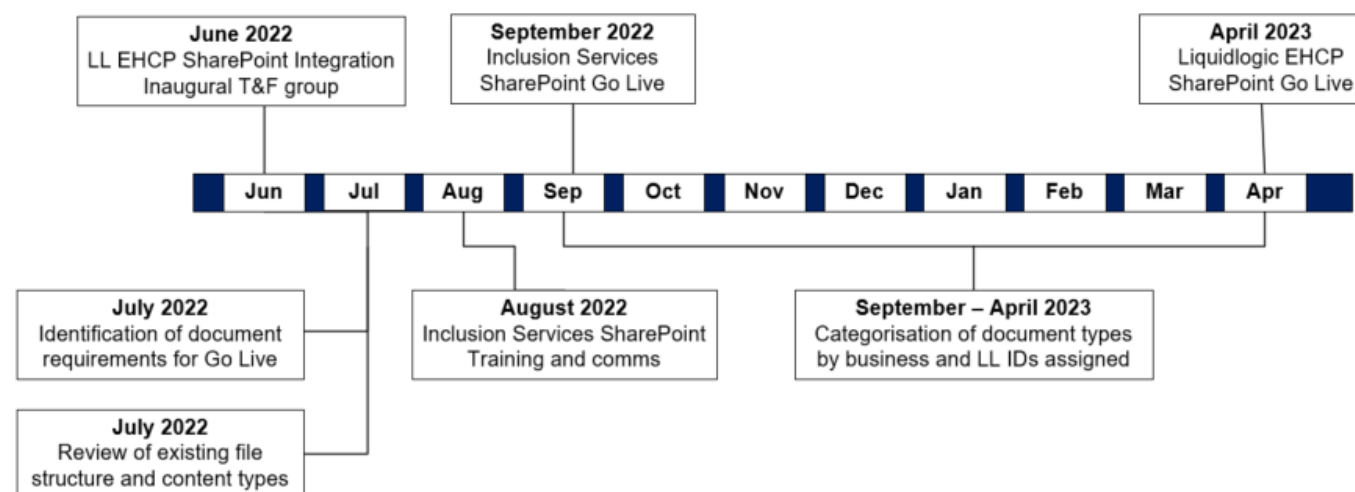 June 2022
LL EHCP SharePoint Integration
Inaugural T&F group
September 2022
Inclusion Services
SharePoint Go Live
April 2023
Liquidlogic EHCP
SharePoint Go Live
Jun Jul Aug Sep Oct Nov Dec Jan Feb Mar Apr
July 2022
Identification of document
requirements for Go Live
August 2022
Inclusion Services SharePoint
Training and comms
September – April 2023
Categorisation of document types
by business and LL IDs assigned
July 2022
Review of existing file
structure and content types